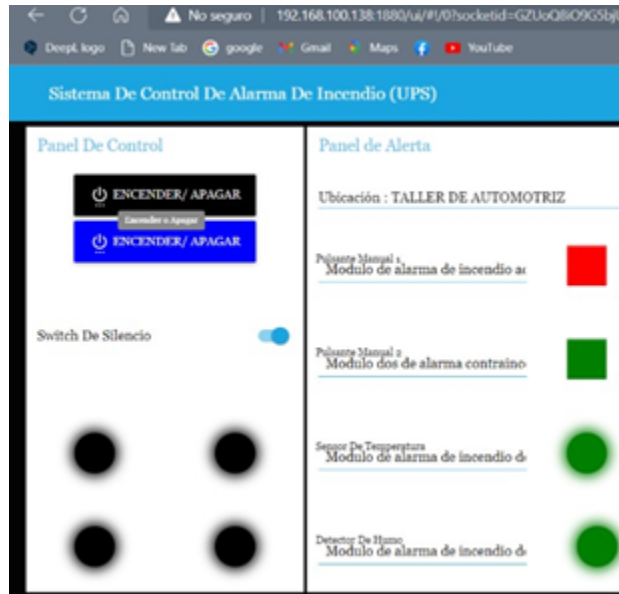 No seguro | 192.168.100.138:1880/ui/#!/0?socketid=GZUoQ8iO9G5bjl
DeepL logo New Tab google Gmail Maps YouTube
Sistema De Control De Alarma De Incendio (UPS)
Panel De Control
ENCENDER/ APAGAR
Encender o Apagar
ENCENDER/ APAGAR
Switch De Silencio
Panel de Alerta
Ubicación : TALLER DE AUTOMOTRIZ
Pulsante Manual 1
Modulo de alarma de incendio ac
Pulsante Manual 2
Modulo dos de alarma contraino
Sensor De Temperatura
Modulo de alarma de incendio de
Detector De Humo
Modulo de alarma de incendio de